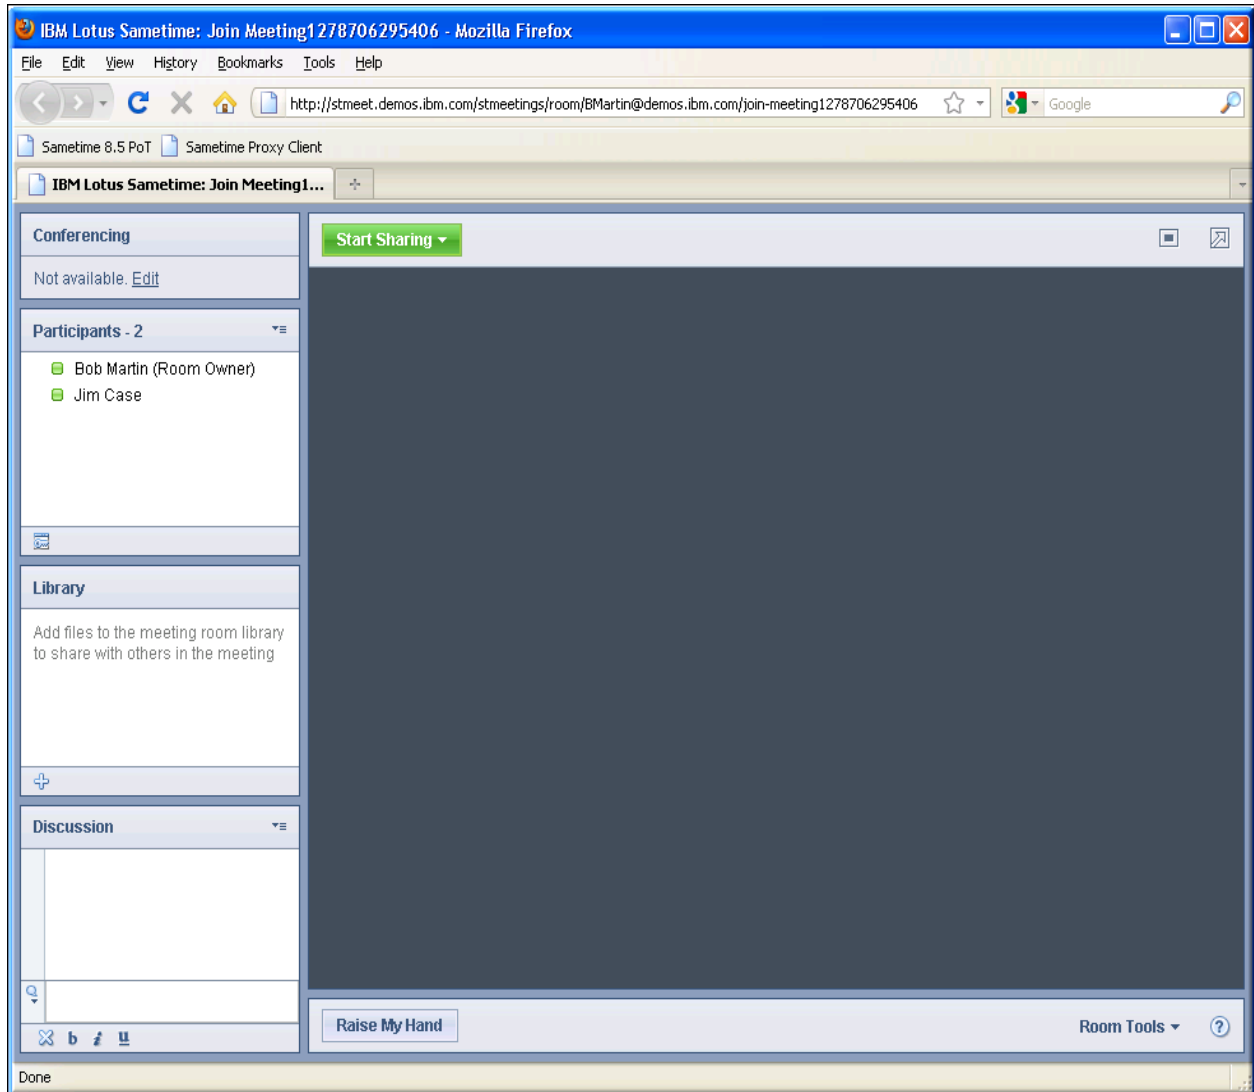 IBM Lotus Sametime: Join Meeting1278706295406 - Mozilla Firefox
File Edit View History Bookmarks Tools Help
http://stmeet.demos.ibm.com/stmeetings/room/BMartin@demos.ibm.com/join-meeting1278706295406
Google
Sametime 8.5 PoT Sametime Proxy Client
IBM Lotus Sametime: Join Meeting1...
Conferencing
Not available. Edit
Participants - 2
Bob Martin (Room Owner)
Jim Case
Library
Add files to the meeting room library
to share with others in the meeting
Discussion
b i u
Start Sharing
Raise My Hand
Room Tools ?
Done